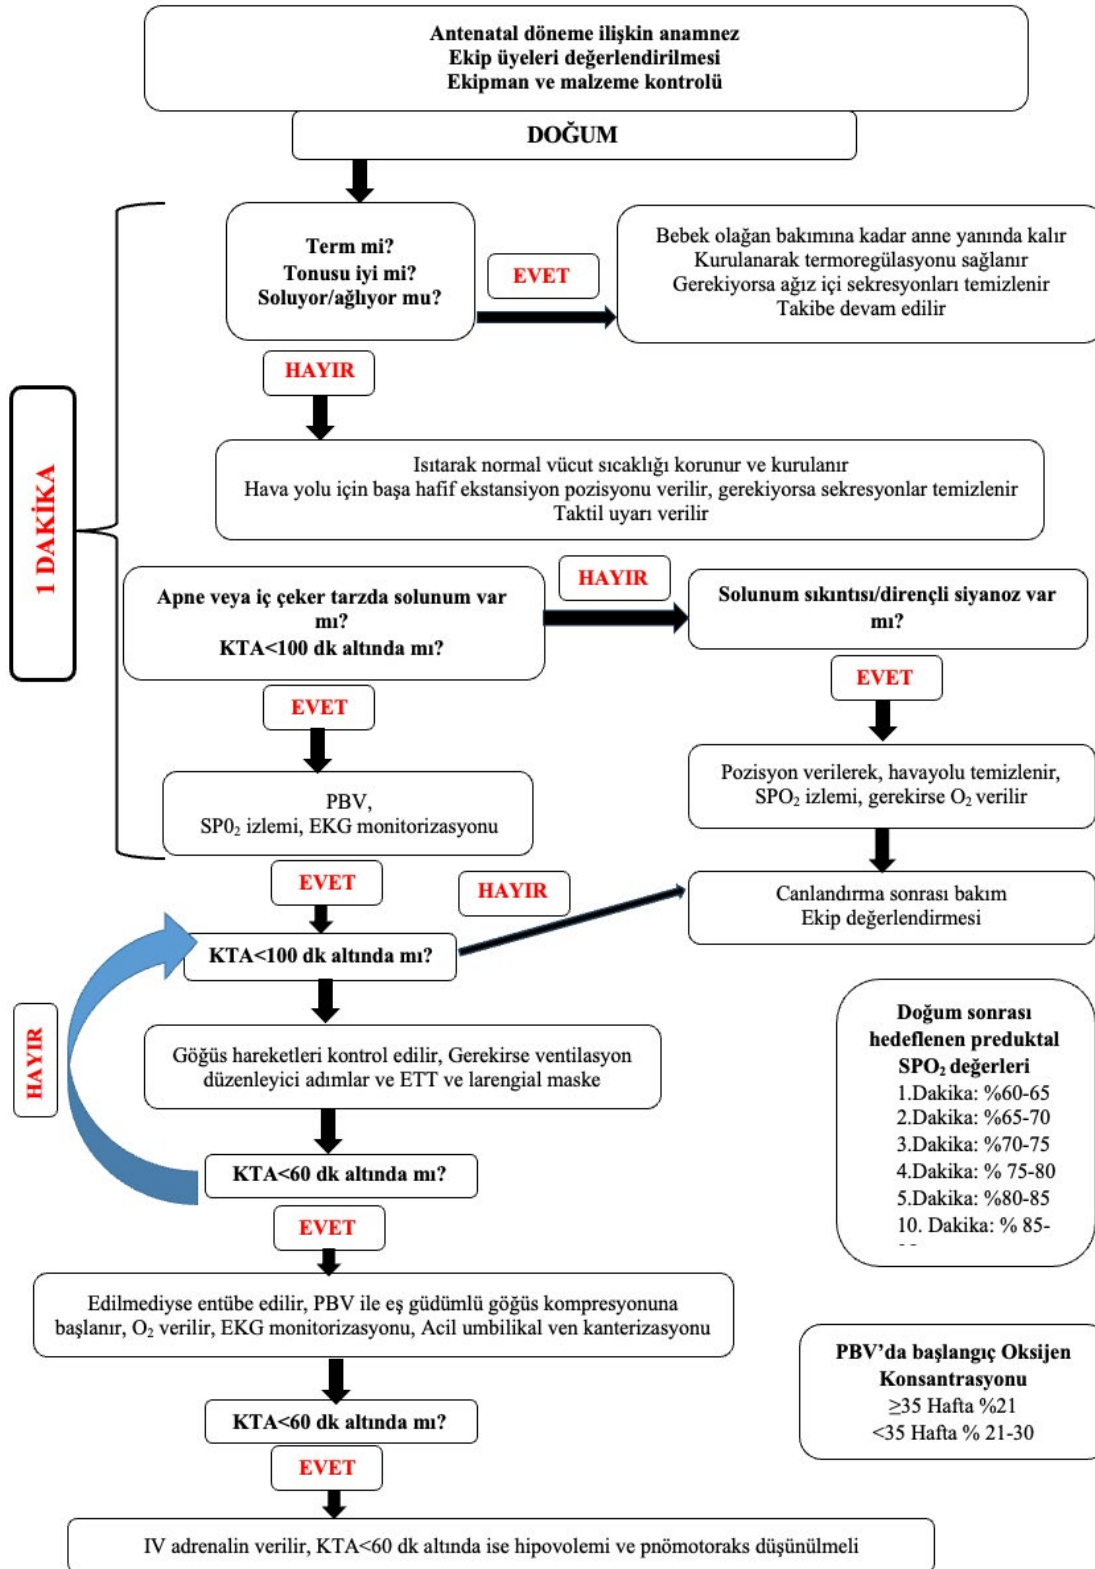 Antenatal döneme ilişkin anamnez
Ekip üyeleri değerlendirilmesi
Ekipman ve malzeme kontrolü
DOĞUM
Term mi?
Tonusu iyi mi?
Soluyor/ağlıyor mu?
EVET
Bebek olağan bakımına kadar anne yanında kalır
Kurulanarak termoregülasyonu sağlanır
Gerekiyorsa ağız içi sekresyonları temizlenir
Takibe devam edilir
HAYIR
1 DAKİKA
Isıtarak normal vücut sıcaklığı korunur ve kurulanır
Hava yolu için başa hafif ekstansiyon pozisyonu verilir, gerekiyorsa sekresyonlar temizlenir
Taktil uyarı verilir
Apne veya iç çeker tarzda solunum var
mı?
KTA<100 dk altında mı?
HAYIR
Solunum sıkıntısı/dirençli siyanoz var
mı?
EVET
EVET
Pozisyon verilerek, havayolu temizlenir,
SPO₂ izlemi, gerekirse O₂ verilir
PBV,
SP0₂ izlemi, EKG monitorizasyonu
EVET
HAYIR
Canlandırma sonrası bakım
Ekip değerlendirmesi
KTA<100 dk altında mı?
HAYIR
Göğüs hareketleri kontrol edilir, Gerekirse ventilasyon
düzenleyici adımlar ve ETT ve larengial maske
KTA<60 dk altında mı?
EVET
Doğum sonrası
hedeflenen preduktal
SPO₂ değerleri
1.Dakika: %60-65
2.Dakika: %65-70
3.Dakika: %70-75
4.Dakika: % 75-80
5.Dakika: %80-85
10. Dakika: % 85-
Edilmediyse entübe edilir, PBV ile eş güdümlü göğüs kompresyonuna
başlanır, O₂ verilir, EKG monitorizasyonu, Acil umbilikal ven kanterizasyonu
KTA<60 dk altında mı?
EVET
PBV’da başlangıç Oksijen
Konsantrasyonu
≥35 Hafta %21
<35 Hafta % 21-30
IV adrenalin verilir, KTA<60 dk altında ise hipovolemi ve pnömotoraks düşünülmeli